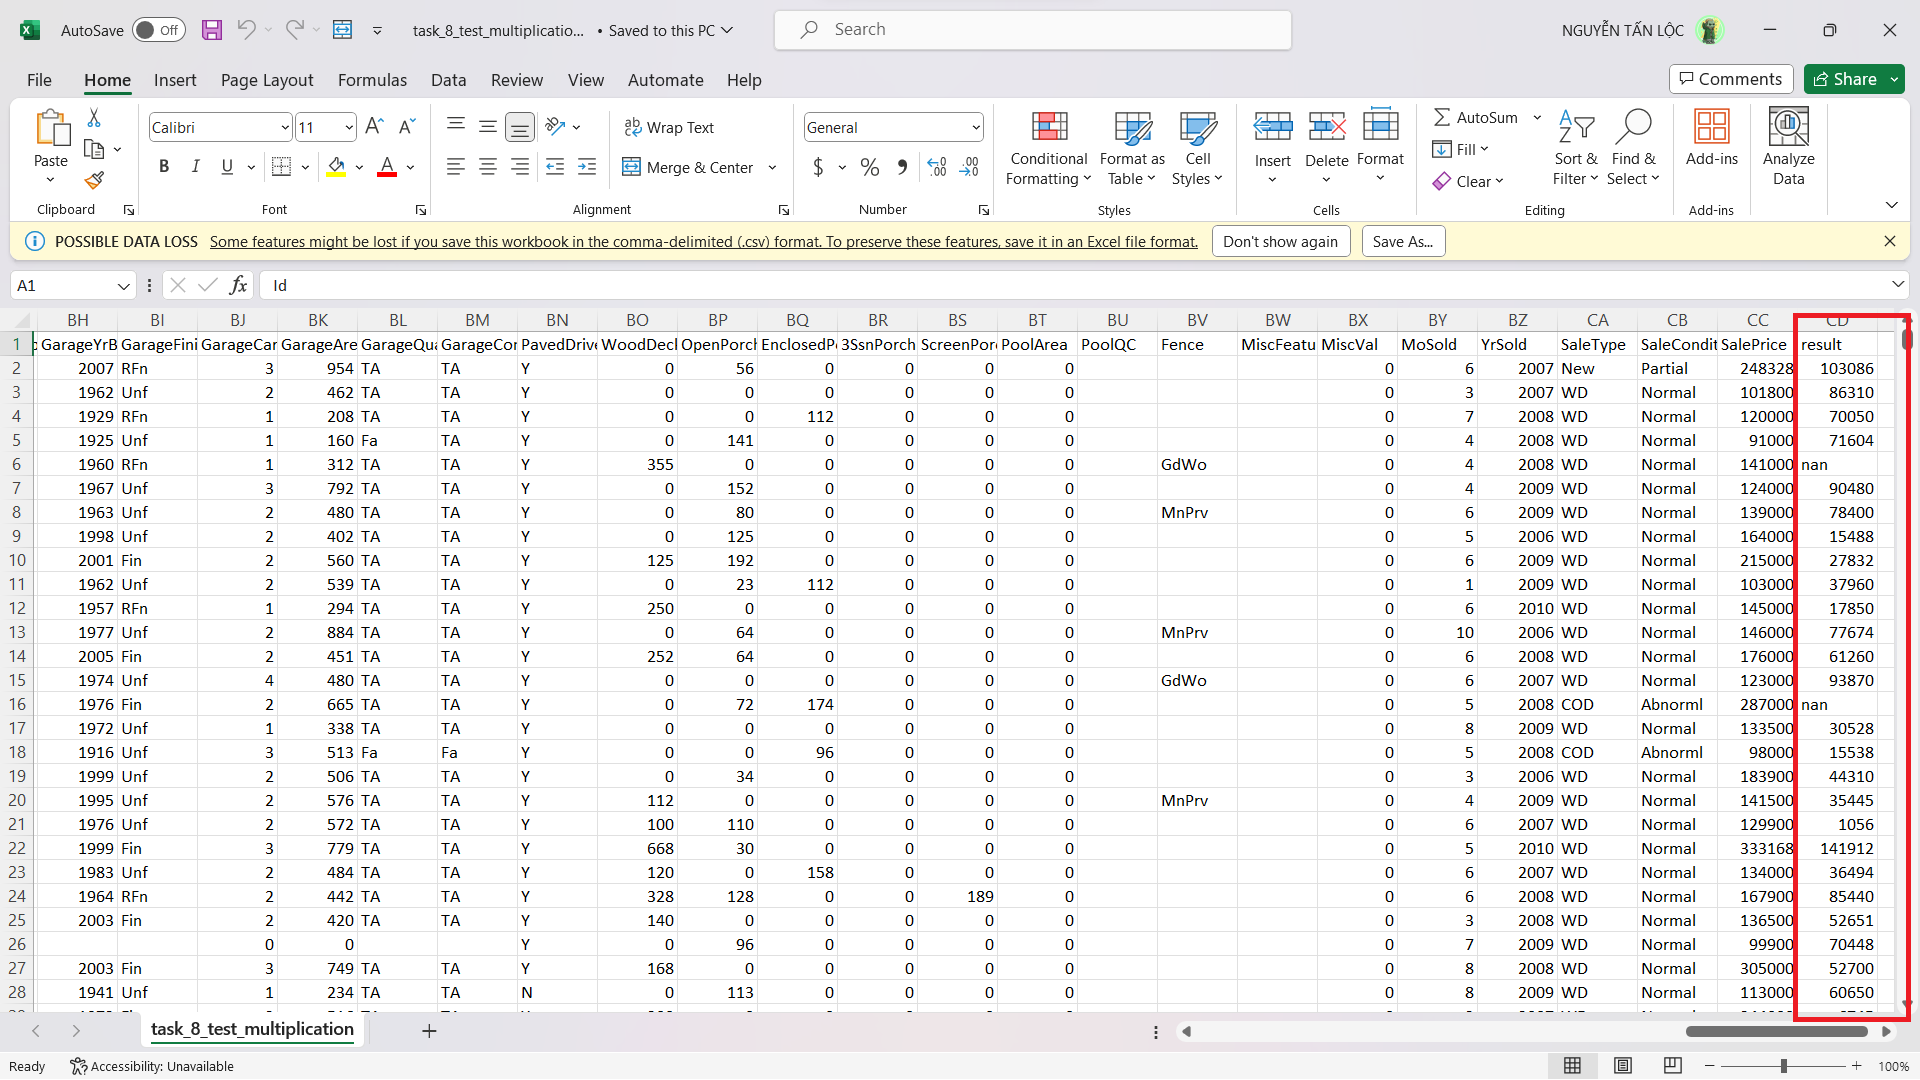 AutoSave Off task_8_test_multiplicatio... • Saved to this PC Search NGUYỄN TẤN LỘC
File Home Insert Page Layout Formulas Data Review View Automate Help Comments Share
Paste Calibri 11 Wrap Text General Conditional Formatting Format as Table Cell Styles Insert Delete Format AutoSum Fill Clear Sort & Filter Find & Select Add-ins Analyze Data
B I U A Merge & Center $ % 9
Clipboard Font Alignment Number Styles Cells Editing Add-ins
POSSIBLE DATA LOSS Some features might be lost if you save this workbook in the comma-delimited (.csv) format. To preserve these features, save it in an Excel file format. Don't show again Save As...
A1 fx Id
BH BI BJ BK BL BM BN BO BP BQ BR BS BT BU BV BW BX BY BZ CA CB CC CD
1 GarageYrB GarageFini GarageCar GarageAre GarageQua GarageCor PavedDrive WoodDecl OpenPorch EnclosedPo 3SsnPorch ScreenPorc PoolArea PoolQC Fence MiscFeatu MiscVal MoSold YrSold SaleType SaleCondit SalePrice result
2 2007 RFn 3 954 TA TA Y 0 56 0 0 0 0 0 6 2007 New Partial 248328 103086
3 1962 Unf 2 462 TA TA Y 0 0 0 0 0 0 0 3 2007 WD Normal 101800 86310
4 1929 RFn 1 208 TA TA Y 0 0 112 0 0 0 0 7 2008 WD Normal 120000 70050
5 1925 Unf 1 160 Fa TA Y 0 141 0 0 0 0 0 4 2008 WD Normal 91000 71604
6 1960 RFn 1 312 TA TA Y 355 0 0 0 0 0 GdWo 0 4 2008 WD Normal 141000 nan
7 1967 Unf 3 792 TA TA Y 0 152 0 0 0 0 0 4 2009 WD Normal 124000 90480
8 1963 Unf 2 480 TA TA Y 0 80 0 0 0 0 MnPrv 0 6 2009 WD Normal 139000 78400
9 1998 Unf 2 402 TA TA Y 0 125 0 0 0 0 0 5 2006 WD Normal 164000 15488
10 2001 Fin 2 560 TA TA Y 125 192 0 0 0 0 0 6 2009 WD Normal 215000 27832
11 1962 Unf 2 539 TA TA Y 0 23 112 0 0 0 0 1 2009 WD Normal 103000 37960
12 1957 RFn 1 294 TA TA Y 250 0 0 0 0 0 0 6 2010 WD Normal 145000 17850
13 1977 Unf 2 884 TA TA Y 0 64 0 0 0 0 MnPrv 0 10 2006 WD Normal 146000 77674
14 2005 Fin 2 451 TA TA Y 252 64 0 0 0 0 0 6 2008 WD Normal 176000 61260
15 1974 Unf 4 480 TA TA Y 0 0 0 0 0 0 GdWo 0 6 2007 WD Normal 123000 93870
16 1976 Fin 2 665 TA TA Y 0 72 174 0 0 0 0 5 2008 COD Abnorml 287000 nan
17 1972 Unf 1 338 TA TA Y 0 0 0 0 0 0 0 8 2009 WD Normal 133500 30528
18 1916 Unf 3 513 Fa Fa Y 0 0 96 0 0 0 0 5 2008 COD Abnorml 98000 15538
19 1999 Unf 2 506 TA TA Y 0 34 0 0 0 0 0 3 2006 WD Normal 183900 44310
20 1995 Unf 2 576 TA TA Y 112 0 0 0 0 0 MnPrv 0 4 2009 WD Normal 141500 35445
21 1976 Unf 2 572 TA TA Y 100 110 0 0 0 0 0 6 2007 WD Normal 129900 1056
22 1999 Fin 3 779 TA TA Y 668 30 0 0 0 0 0 5 2010 WD Normal 333168 141912
23 1983 Unf 2 484 TA TA Y 120 0 158 0 0 0 0 6 2007 WD Normal 134000 36494
24 1964 RFn 2 442 TA TA Y 328 128 0 0 189 0 0 6 2008 WD Normal 167900 85440
25 2003 Fin 2 420 TA TA Y 140 0 0 0 0 0 0 3 2008 WD Normal 136500 52651
26 0 0 Y 0 96 0 0 0 0 0 7 2009 WD Normal 99900 70448
27 2003 Fin 3 749 TA TA Y 168 0 0 0 0 0 0 8 2008 WD Normal 305000 52700
28 1941 Unf 1 234 TA TA N 0 113 0 0 0 0 0 8 2009 WD Normal 113000 60650
task_8_test_multiplication
Ready Accessibility: Unavailable 100%